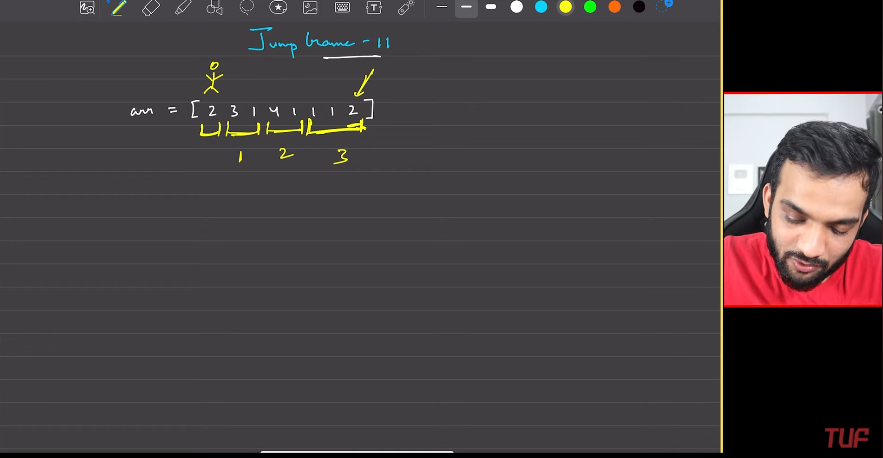 Jump Game - II
arr = [ 2 3 1 4 1 1 1 2 ]
1 2 3
TUF